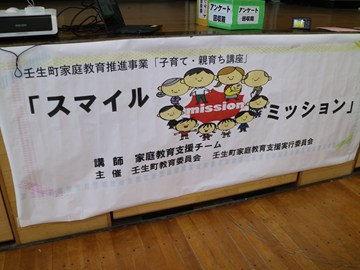 アンケート
回収箱
アンケート
回収箱
壬生町家庭教育推進事業「子育て・親育ち講座」
「スマイル
mission
ミッション」
講師 家庭教育支援チーム
主催 壬生町教育委員会 壬生町家庭教育支援実行委員会